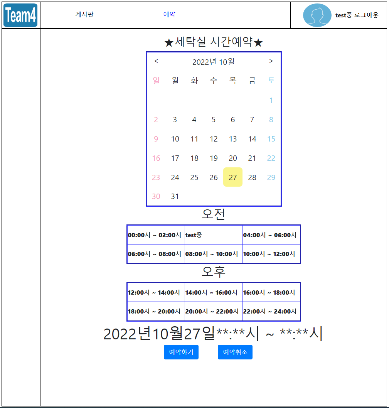 Team4 게시판 예약 test중 로그아웃
★세탁실 시간예약★
< 2022년 10월 >
일 월 화 수 목 금 토
1
2 3 4 5 6 7 8
9 10 11 12 13 14 15
16 17 18 19 20 21 22
23 24 25 26 27 28 29
30 31
오전
00:00시 ~ 02:00시 test중 04:00시 ~ 06:00시
06:00시 ~ 08:00시 08:00시 ~ 10:00시 10:00시 ~ 12:00시
오후
12:00시 ~ 14:00시 14:00시 ~ 16:00시 16:00시 ~ 18:00시
18:00시 ~ 20:00시 20:00시 ~ 22:00시 22:00시 ~ 24:00시
2022년10월27일**:**시 ~ **:**시
예약하기 예약취소